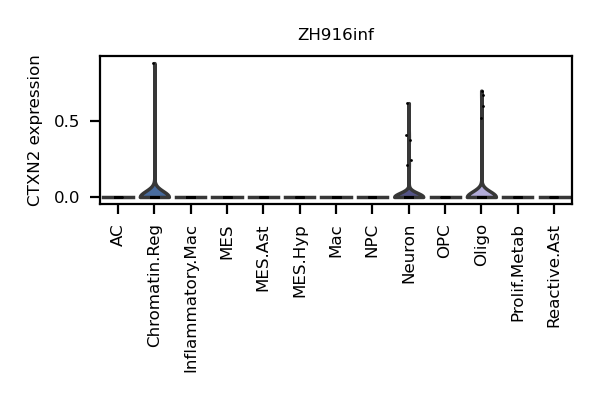 ZH916inf
CTXN2 expression
0.5
0.0
AC
Chromatin.Reg
Inflammatory.Mac
MES
MES.Ast
MES.Hyp
Mac
NPC
Neuron
OPC
Oligo
Prolif.Metab
Reactive.Ast